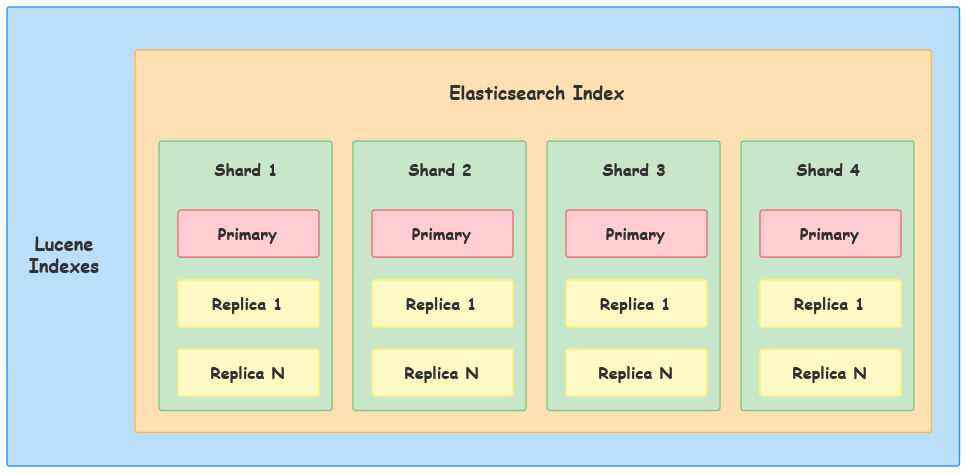 Elasticsearch Index
Lucene
Indexes
Shard 1
Primary
Replica 1
Replica N
Shard 2
Primary
Replica 1
Replica N
Shard 3
Primary
Replica 1
Replica N
Shard 4
Primary
Replica 1
Replica N